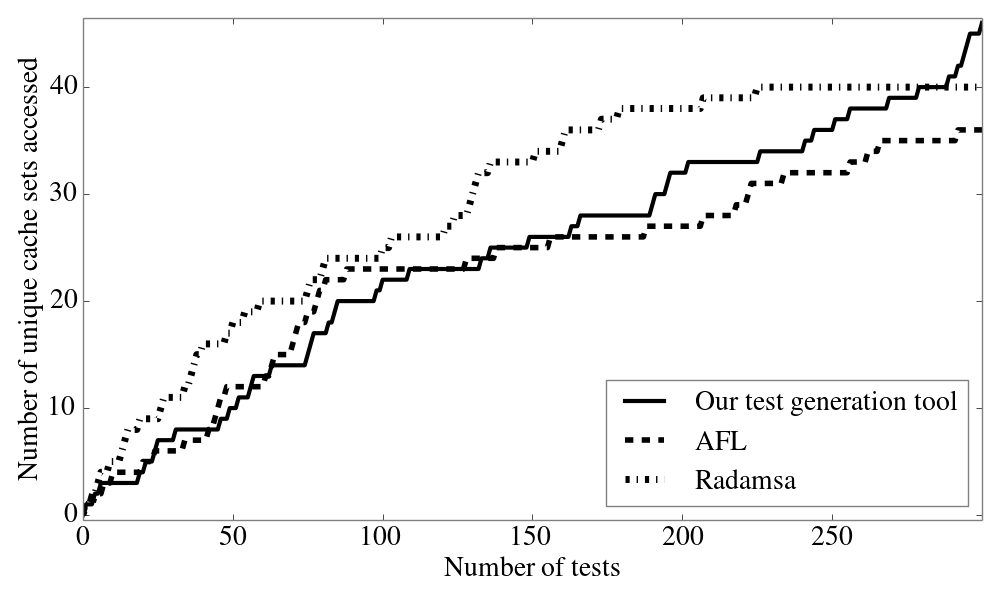 Number of unique cache sets accessed
40
30
20
10
0
0 50 100 150 200 250
Number of tests
Our test generation tool
AFL
Radamsa